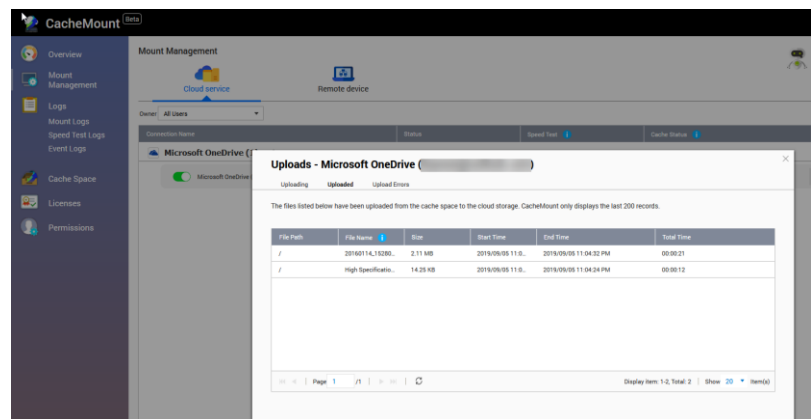 CacheMount Beta
Overview
Mount Management
Logs
Mount Logs
Speed Test Logs
Event Logs
Cache Space
Licenses
Permissions
Mount Management
Cloud service
Remote device
Owner All Users
Connection Name Status Speed Test Cache Status
Microsoft OneDrive (
Microsoft OneDrive (
Uploads - Microsoft OneDrive ( )
Uploading Uploaded Upload Errors
The files listed below have been uploaded from the cache space to the cloud storage. CacheMount only displays the last 200 records.
File Path File Name Size Start Time End Time Total Time
/ 20160114_15280... 2.11 MB 2019/09/05 11:0... 2019/09/05 11:04:32 PM 00:00:21
/ High Specificatio... 14.25 KB 2019/09/05 11:0... 2019/09/05 11:04:24 PM 00:00:12
Page 1 /1
Display item: 1-2, Total: 2 Show 20 Item(s)